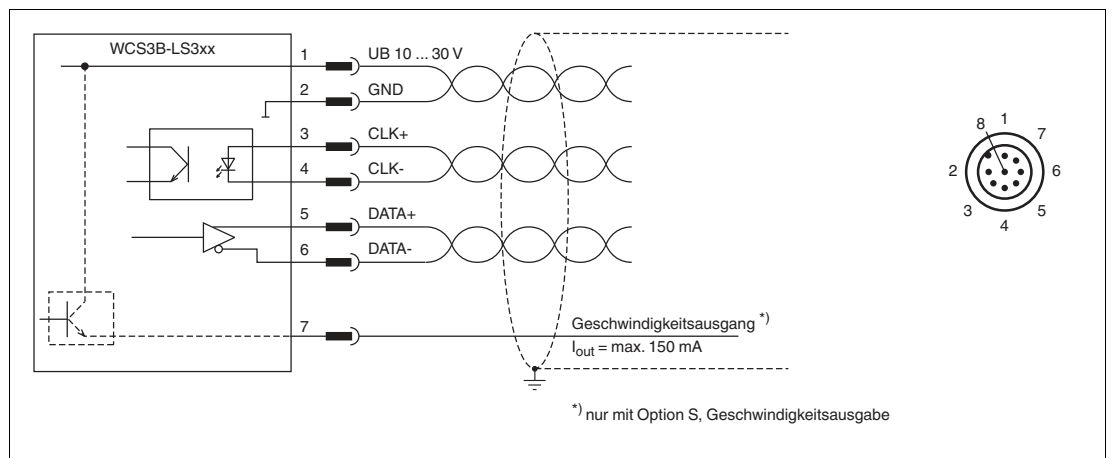 WCS3B-LS3xx
1 UB 10 ... 30 V
2 GND
3 CLK+
4 CLK-
5 DATA+
6 DATA-
7
Geschwindigkeitsausgang *)
Iout = max. 150 mA
*) nur mit Option S, Geschwindigkeitsausgabe
8 1 7
2 6
3 5
4